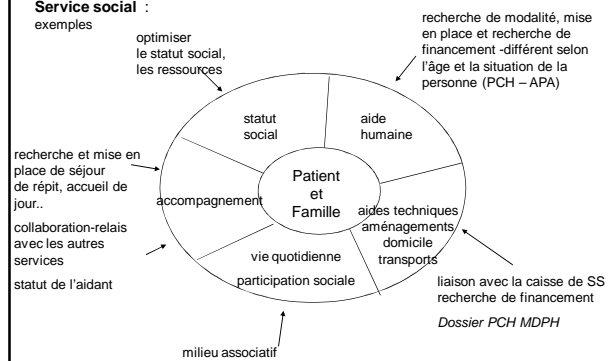 Service social :
exemples
optimiser
le statut social,
les ressources
recherche de modalité, mise
en place et recherche de
financement -différent selon
l'âge et la situation de la
personne (PCH – APA)
statut
social
aide
humaine
recherche et mise en
place de séjour
de répit, accueil de
jour..
collaboration-relais
avec les autres
services
statut de l'aidant
accompagnement
Patient
et
Famille
aides techniques
aménagements
domicile
transports
vie quotidienne
participation sociale
liaison avec la caisse de SS
recherche de financement
Dossier PCH MDPH
milieu associatif